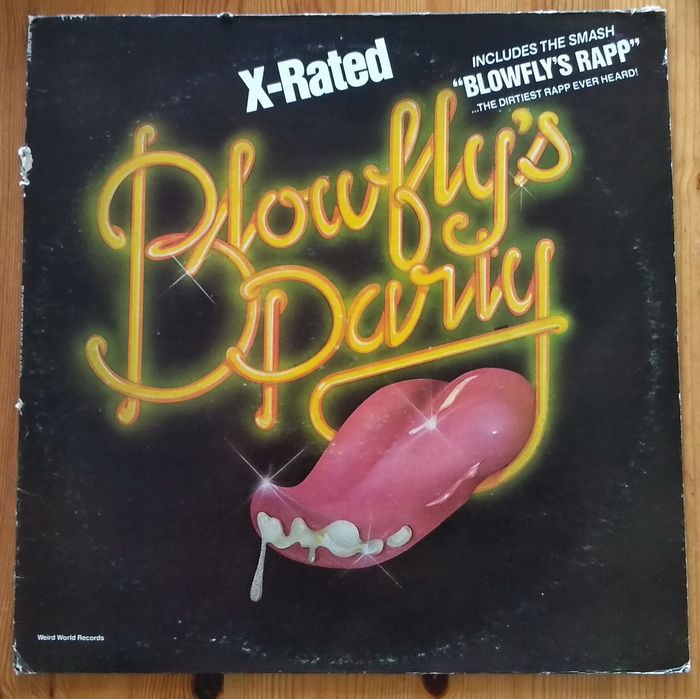 X-Rated
INCLUDES THE SMASH
"BLOWFLY'S RAPP"
...THE DIRTIEST RAPP EVER HEARD!
Blowfly's
Party
Weird World Records